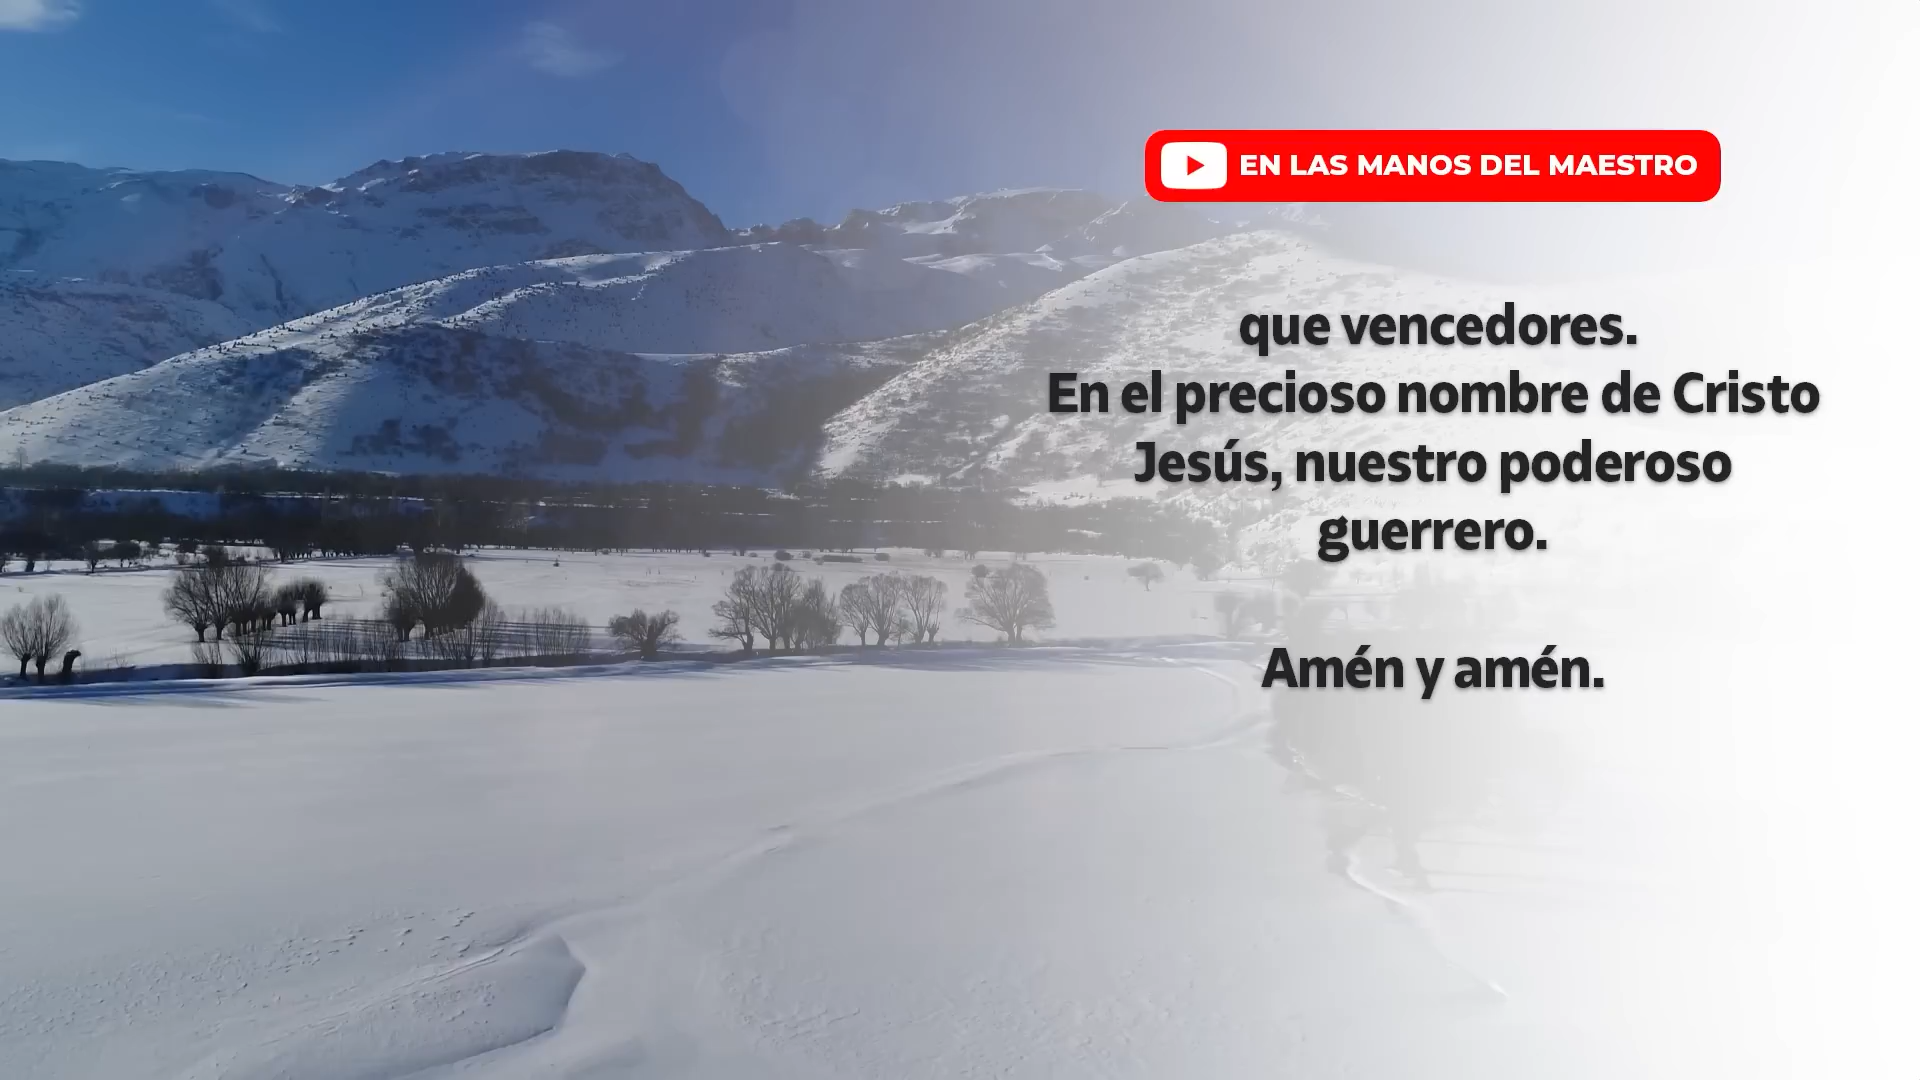 EN LAS MANOS DEL MAESTRO
que vencedores.
En el precioso nombre de Cristo
Jesús, nuestro poderoso
guerrero.
Amén y amén.